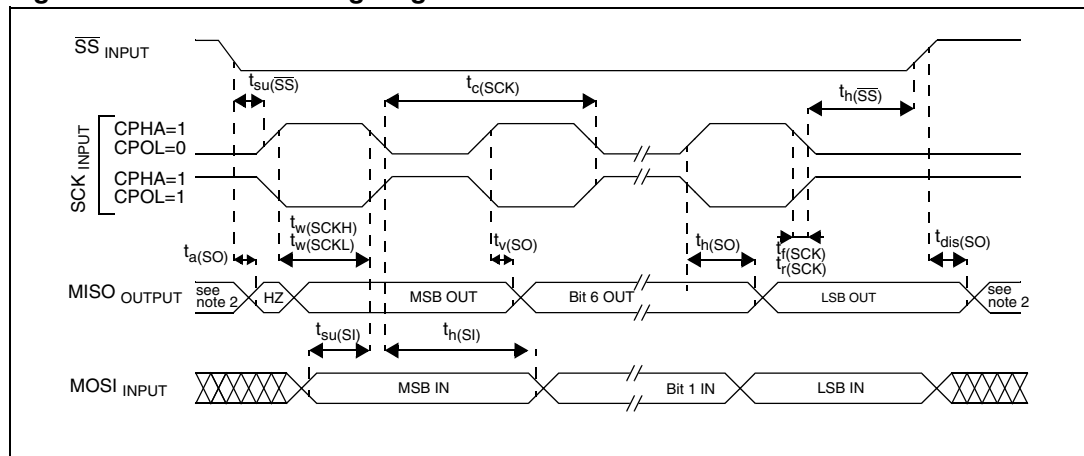 SS INPUT
tsu(SS)
tc(SCK)
th(SS)
SCK INPUT
CPHA=1
CPOL=0
CPHA=1
CPOL=1
ta(SO)
tw(SCKH)
tw(SCKL)
tv(SO)
th(SO)
tf(SCK)
tr(SCK)
tdis(SO)
MISO OUTPUT
see
note 2
HZ
MSB OUT
Bit 6 OUT
LSB OUT
see
note 2
tsu(SI)
th(SI)
MOSI INPUT
MSB IN
Bit 1 IN
LSB IN